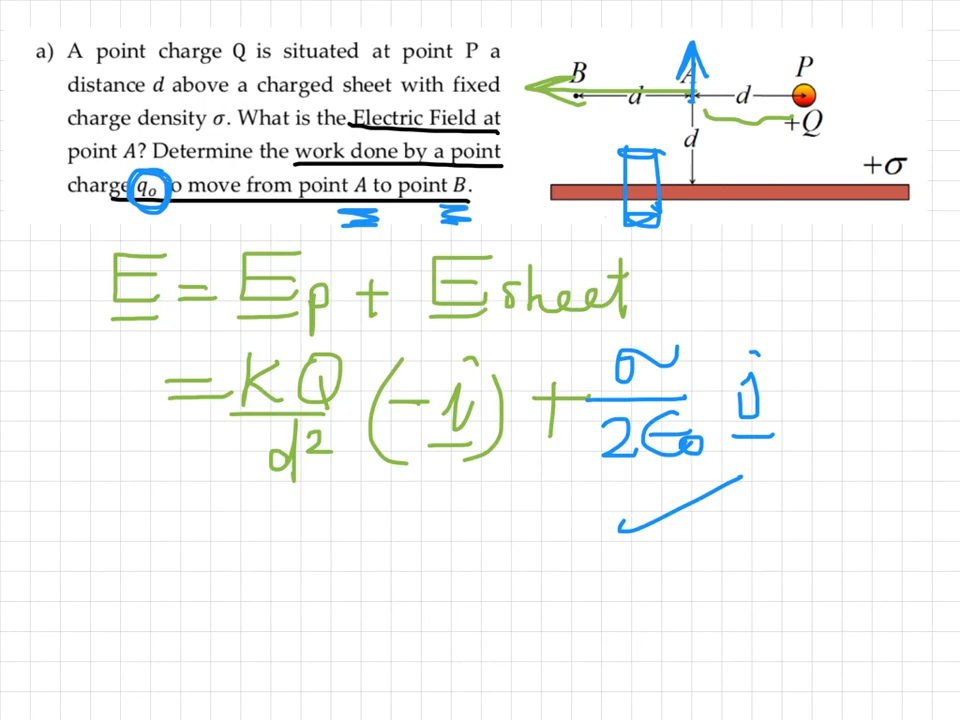 a) A point charge Q is situated at point P a
distance d above a charged sheet with fixed
charge density σ. What is the Electric Field at
point A? Determine the work done by a point
charge q₀ to move from point A to point B.
B A P
d d
+Q
d
+σ
E = E_p + E sheet
= KQ/d² (-i) + σ/2ϵ₀ j